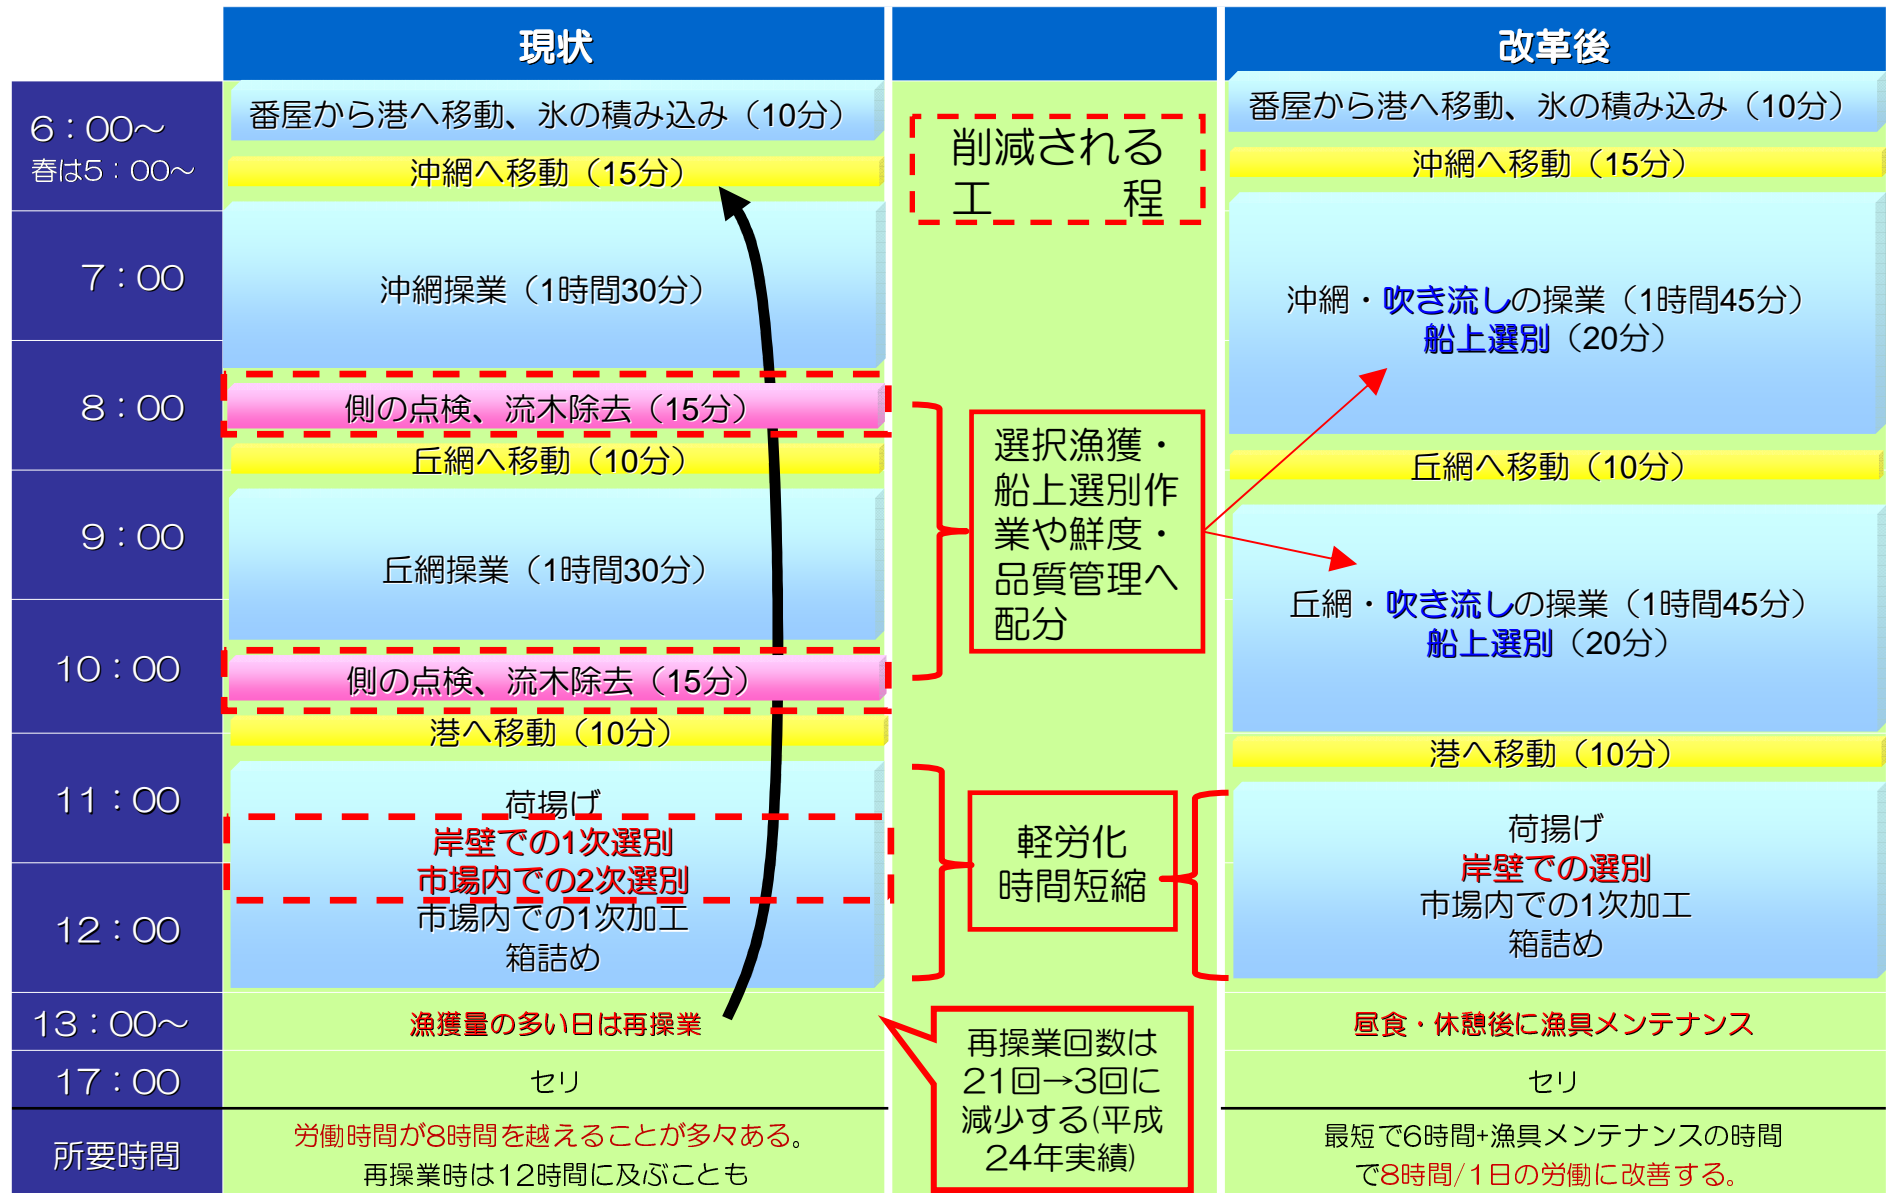 現状
改革後
6：00～
春は5：00～
7：00
8：00
9：00
10：00
11：00
12：00
13：00～
17：00
所要時間
番屋から港へ移動、氷の積み込み（10分）
沖網へ移動（15分）
沖網操業（1時間30分）
側の点検、流木除去（15分）
丘網へ移動（10分）
丘網操業（1時間30分）
側の点検、流木除去（15分）
港へ移動（10分）
荷揚げ
岸壁での1次選別
市場内での2次選別
市場内での1次加工
箱詰め
漁獲量の多い日は再操業
セリ
労働時間が8時間を越えることが多々ある。
再操業時は12時間に及ぶことも
削減される
工　　　程
選択漁獲・
船上選別作
業や鮮度・
品質管理へ
配分
軽労化
時間短縮
再操業回数は
21回→3回に
減少する(平成
24年実績)
番屋から港へ移動、氷の積み込み（10分）
沖網へ移動（15分）
沖網・吹き流しの操業（1時間45分）
船上選別（20分）
丘網へ移動（10分）
丘網・吹き流しの操業（1時間45分）
船上選別（20分）
港へ移動（10分）
荷揚げ
岸壁での選別
市場内での1次加工
箱詰め
昼食・休憩後に漁具メンテナンス
セリ
最短で6時間+漁具メンテナンスの時間
で8時間/1日の労働に改善する。